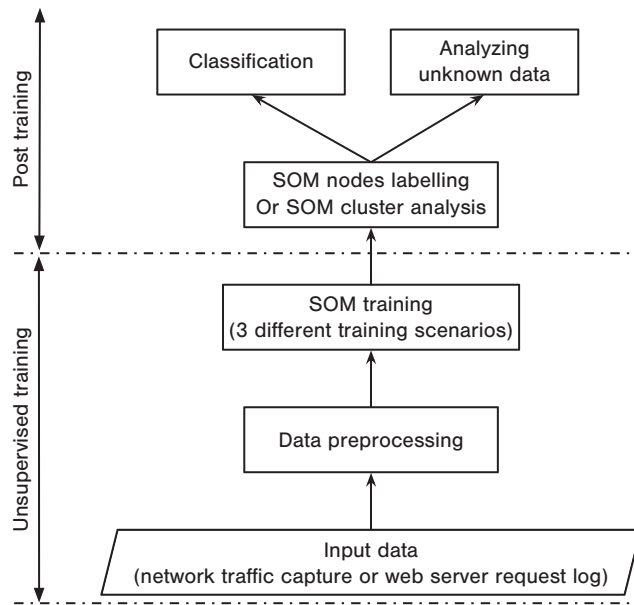 Post training
Classification
Analyzing
unknown data
SOM nodes labelling
Or SOM cluster analysis
Unsupervised training
SOM training
(3 different training scenarios)
Data preprocessing
Input data
(network traffic capture or web server request log)